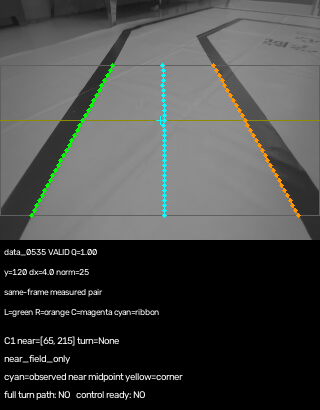 data_0535 VALID Q=1.00
y=120 dx=4.0 norm=25
same-frame measured pair
L=green R=orange C=magenta cyan=ribbon
C1 near=[65, 215] turn=None
near_field_only
cyan=observed near midpoint yellow=corner
full turn path: NO control ready: NO